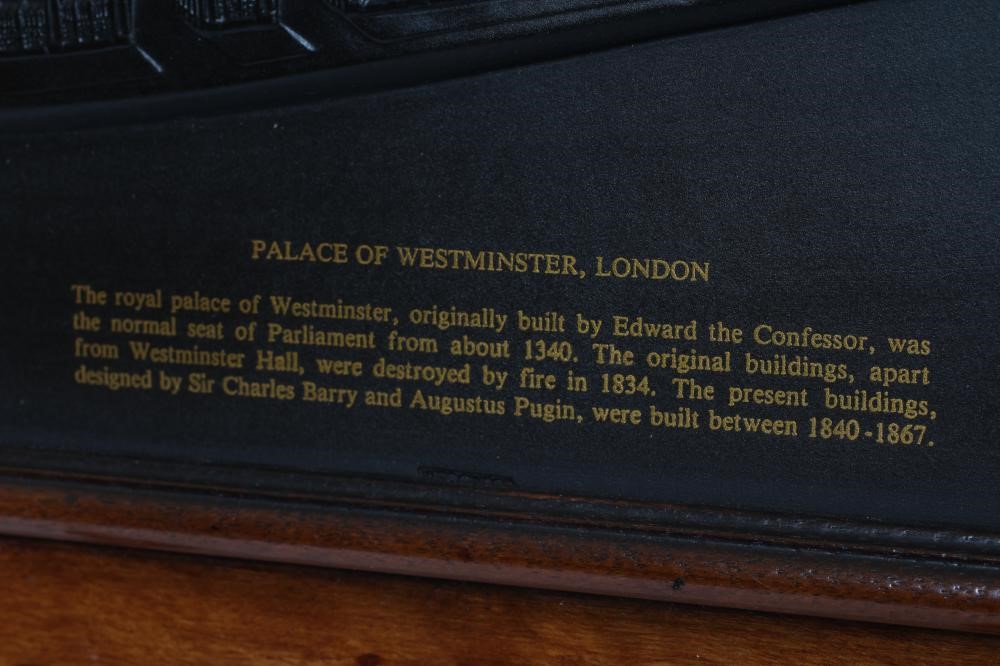 PALACE OF WESTMINSTER, LONDON
The royal palace of Westminster, originally built by Edward the Confessor, was
the normal seat of Parliament from about 1340. The original buildings, apart
from Westminster Hall, were destroyed by fire in 1834. The present buildings,
designed by Sir Charles Barry and Augustus Pugin, were built between 1840-1867.